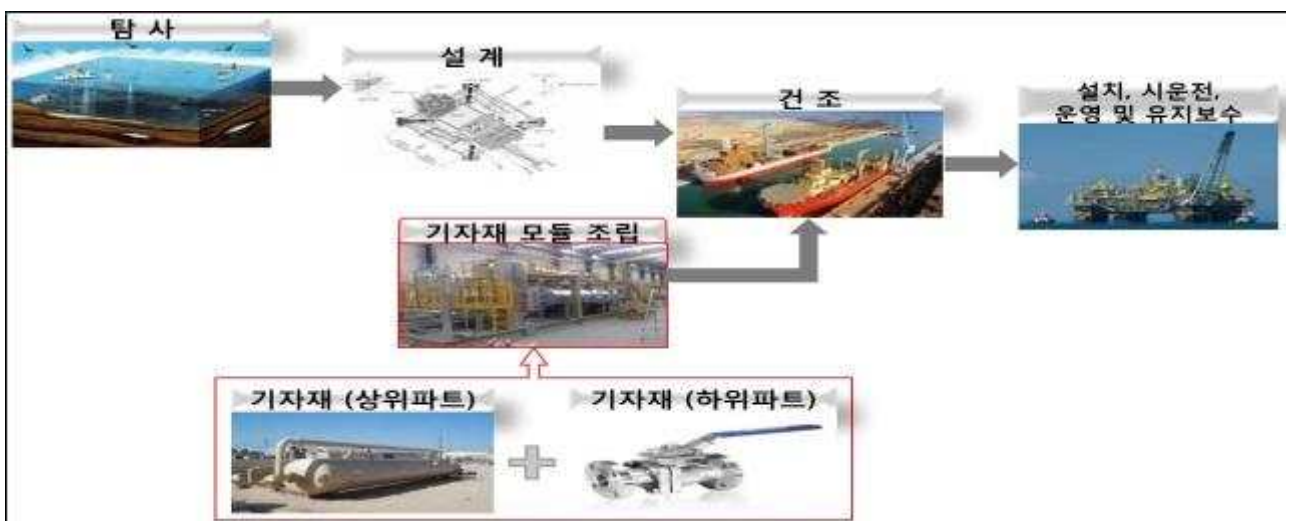 탐 사
설 계
건 조
설치, 시운전,
운영 및 유지보수
기자재 모듈 조립
기자재 (상위파트)
기자재 (하위파트)